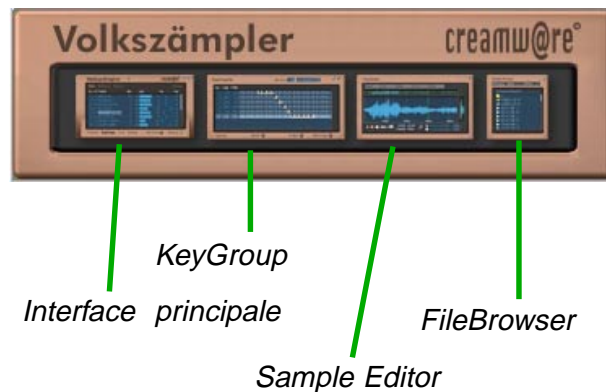 Volkszämpler creamw@re°
KeyGroup
Interface principale
FileBrowser
Sample Editor